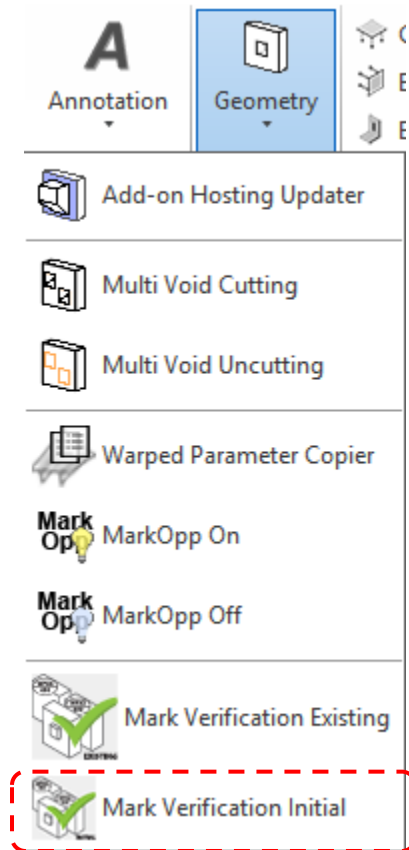 A
Annotation
Geometry
Add-on Hosting Updater
Multi Void Cutting
Multi Void Uncutting
Warped Parameter Copier
Mark
Opp
MarkOpp On
Mark
Opp
MarkOpp Off
Mark Verification Existing
EXISTING
Mark Verification Initial